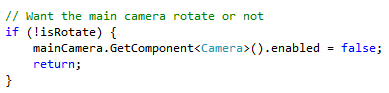 // Want the main camera rotate or not
if (!isRotate) {
    mainCamera.GetComponent<Camera>().enabled = false;
    return;
}